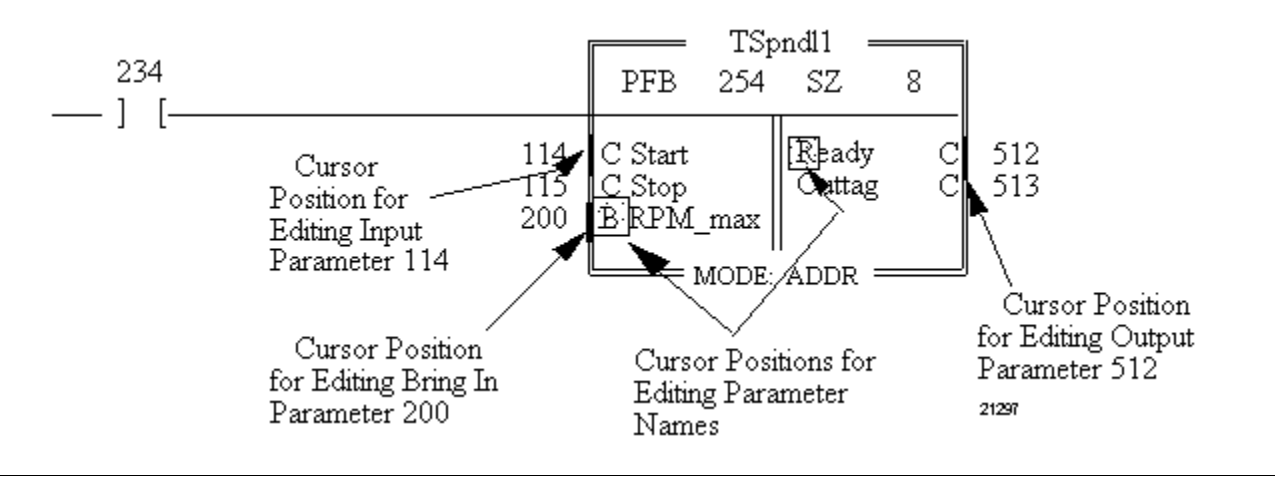 TSpndl1
234
PFB 254 SZ 8
] [
114 C Start Ready C 512
115 C Stop Outtag C 513
200 B RPM_max
MODE: ADDR
Cursor
Position for
Editing Input
Parameter 114
Cursor Position
for Editing Bring In
Parameter 200
Cursor Positions for
Editing Parameter
Names
Cursor Position
for Editing Output
Parameter 512
21297